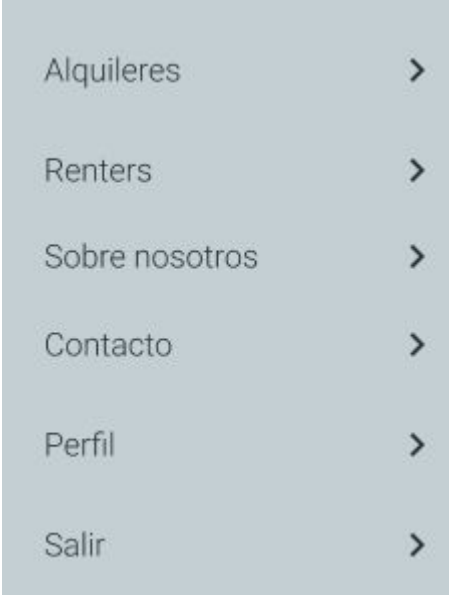 Alquileres
Renters
Sobre nosotros
Contacto
Perfil
Salir